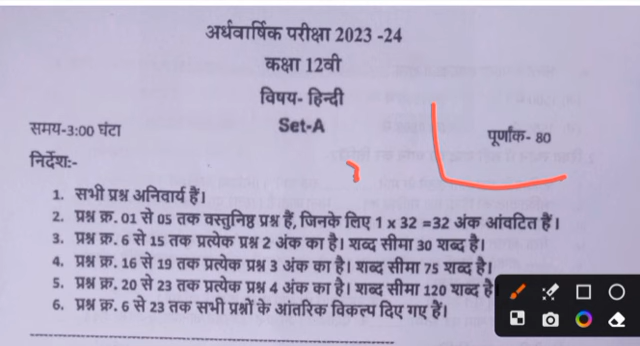 अर्धवार्षिक परीक्षा 2023 -24
कक्षा 12वी
विषय- हिन्दी
समय-3:00 घंटा Set-A पूर्णांक- 80
निर्देश:-
1. सभी प्रश्न अनिवार्य हैं।
2. प्रश्न क्र. 01 से 05 तक वस्तुनिष्ठ प्रश्न हैं, जिनके लिए 1 x 32 =32 अंक आंवटित हैं।
3. प्रश्न क्र. 6 से 15 तक प्रत्येक प्रश्न 2 अंक का है। शब्द सीमा 30 शब्द है।
4. प्रश्न क्र. 16 से 19 तक प्रत्येक प्रश्न 3 अंक का है। शब्द सीमा 75 शब्द है।
5. प्रश्न क्र. 20 से 23 तक प्रत्येक प्रश्न 4 अंक का है। शब्द सीमा 120 शब्द है
6. प्रश्न क्र. 6 से 23 तक सभी प्रश्नों के आंतरिक विकल्प दिए गए हैं।